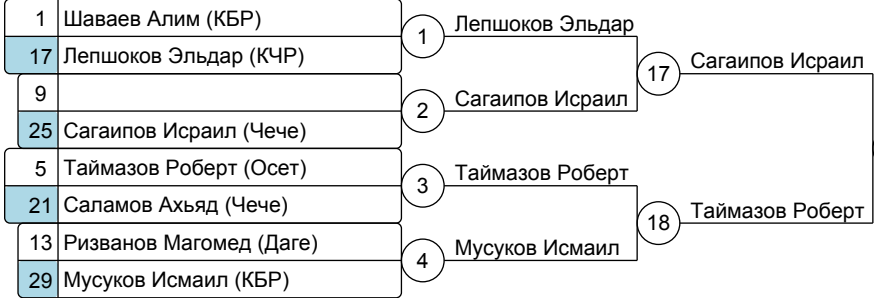 1 Шаваев Алим (КБР)
17 Лепшоков Эльдар (КЧР)
9
25 Сагаипов Исраил (Чече)
5 Таймазов Роберт (Осет)
21 Саламов Ахьяд (Чече)
13 Ризванов Магомед (Даге)
29 Мусуков Исмаил (КБР)
1 Лепшоков Эльдар
2 Сагаипов Исраил
3 Таймазов Роберт
4 Мусуков Исмаил
17 Сагаипов Исраил
18 Таймазов Роберт